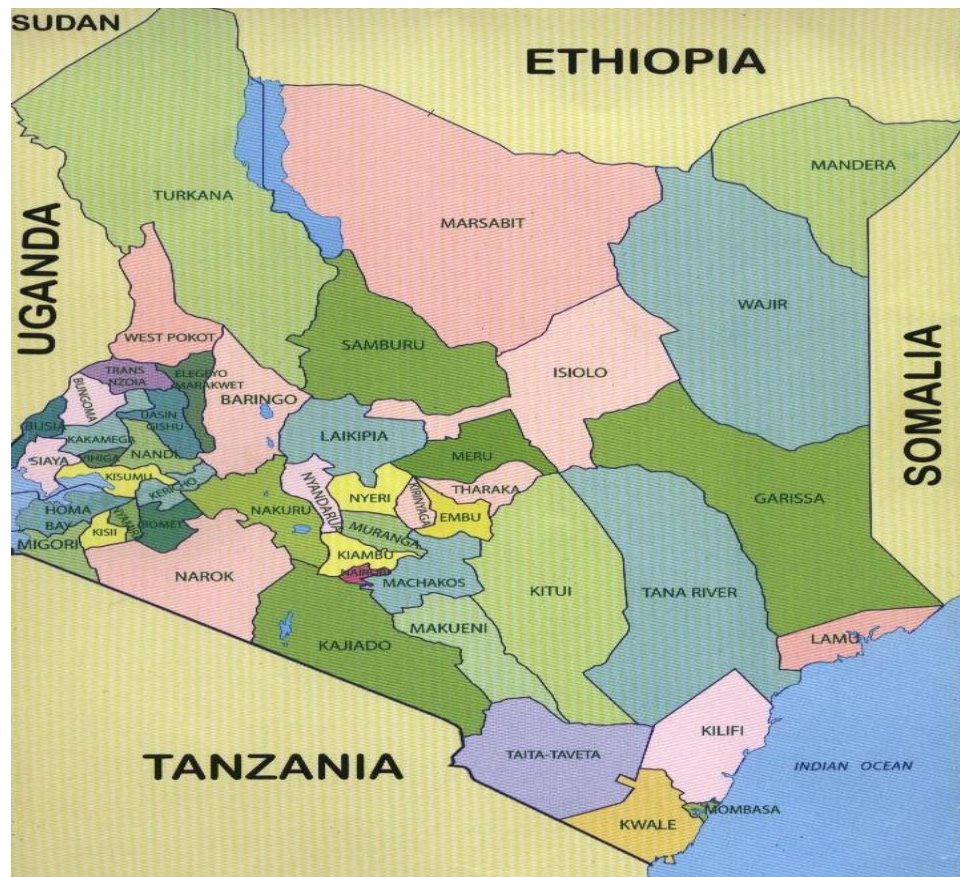 SUDAN
ETHIOPIA
MANDERA
TURKANA
MARSABIT
UGANDA
WAJIR
WEST POKOT
SAMBURU
SOMALIA
TRANS
NZOIA
ELEGEYO
MARAKWET
ISIOLO
BUNGOMA
BARINGO
UASIN
GISHU
BUSIA
KAKAMEGA
LAIKIPIA
SIAYA
VIHIGA
NANDI
MERU
KISUMU
KERICHO
NYANDARUA
NYERI
KIRINYAGA
THARAKA
GARISSA
HOMA
BAY
NYAMIRA
BOMET
NAKURU
EMBU
KISII
MURANGA
MIGORI
KIAMBU
NAROK
NAIROBI
MACHAKOS
KITUI
TANA RIVER
MAKUENI
KAJIADO
LAMU
KILIFI
TANZANIA
TAITA-TAVETA
INDIAN OCEAN
MOMBASA
KWALE